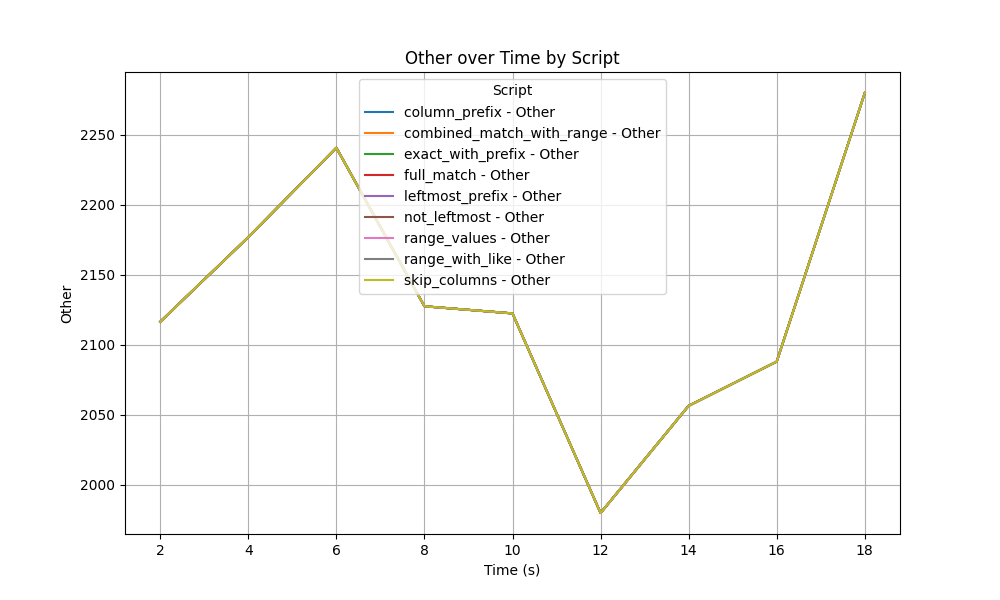 Other over Time by Script
Script
column_prefix - Other
combined_match_with_range - Other
exact_with_prefix - Other
full_match - Other
leftmost_prefix - Other
not_leftmost - Other
range_values - Other
range_with_like - Other
skip_columns - Other
Other
2250
2200
2150
2100
2050
2000
2 4 6 8 10 12 14 16 18
Time (s)